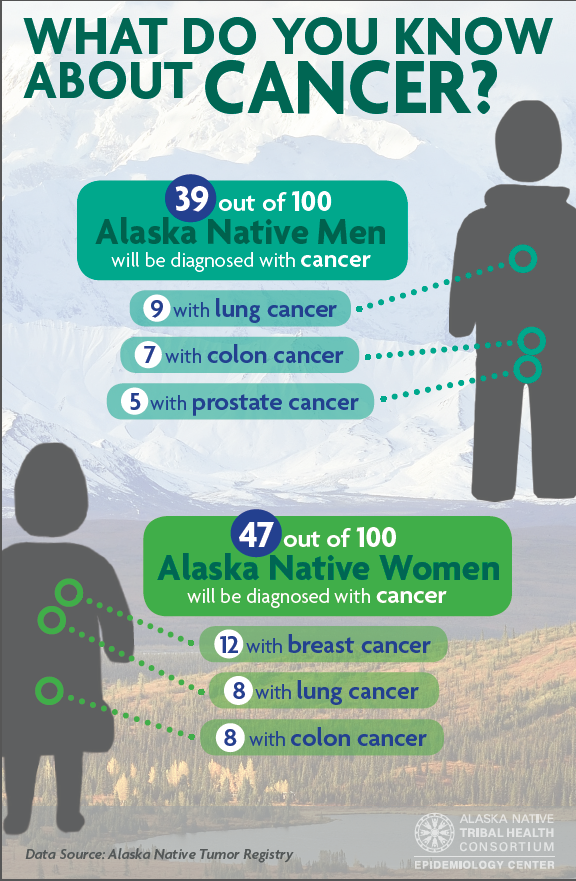 WHAT DO YOU KNOW
ABOUT CANCER?
39 out of 100
Alaska Native Men
will be diagnosed with cancer
9 with lung cancer
7 with colon cancer
5 with prostate cancer
47 out of 100
Alaska Native Women
will be diagnosed with cancer
12 with breast cancer
8 with lung cancer
8 with colon cancer
ALASKA NATIVE
TRIBAL HEALTH
CONSORTIUM
EPIDEMIOLOGY CENTER
Data Source: Alaska Native Tumor Registry